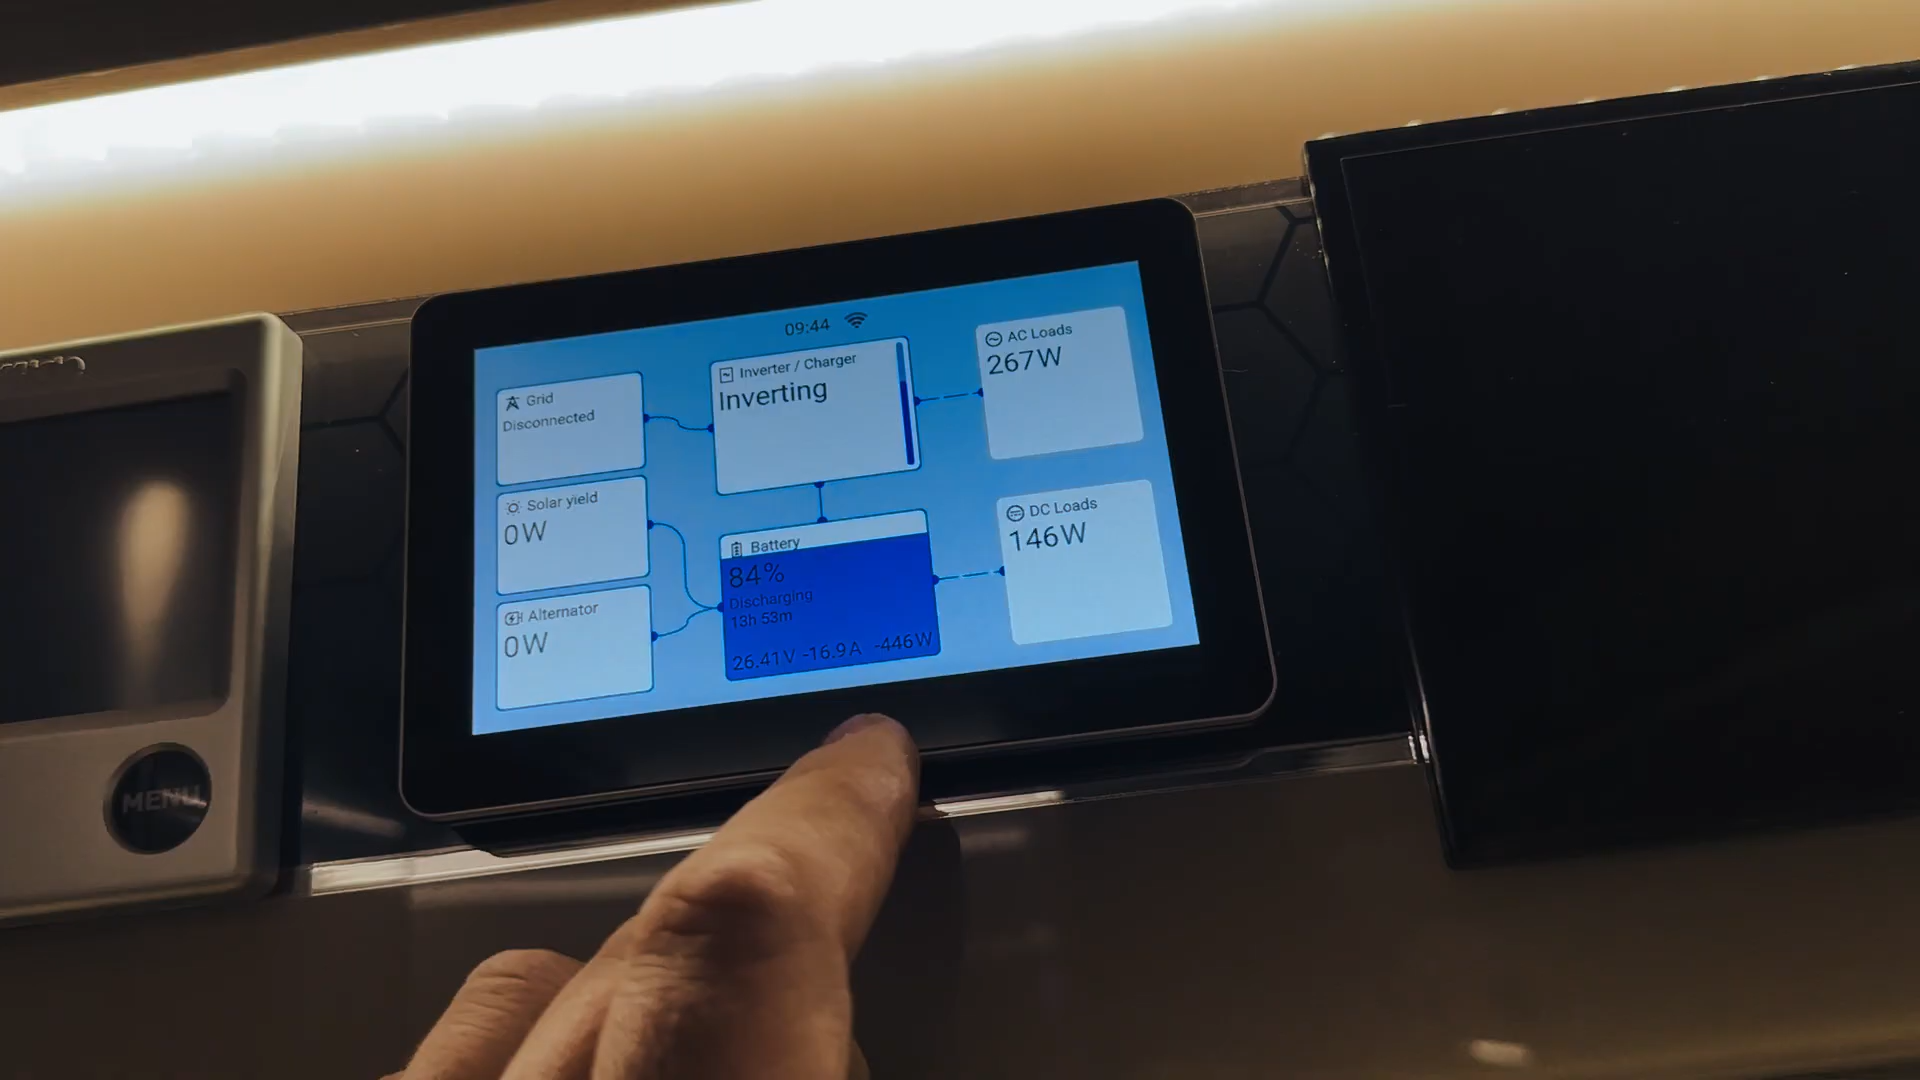 09:44
Grid
Disconnected
Inverter / Charger
Inverting
AC Loads
267W
Solar yield
0W
Battery
84%
Discharging
13h 53m
26.41V -16.9A -446W
DC Loads
146W
Alternator
0W
MENU